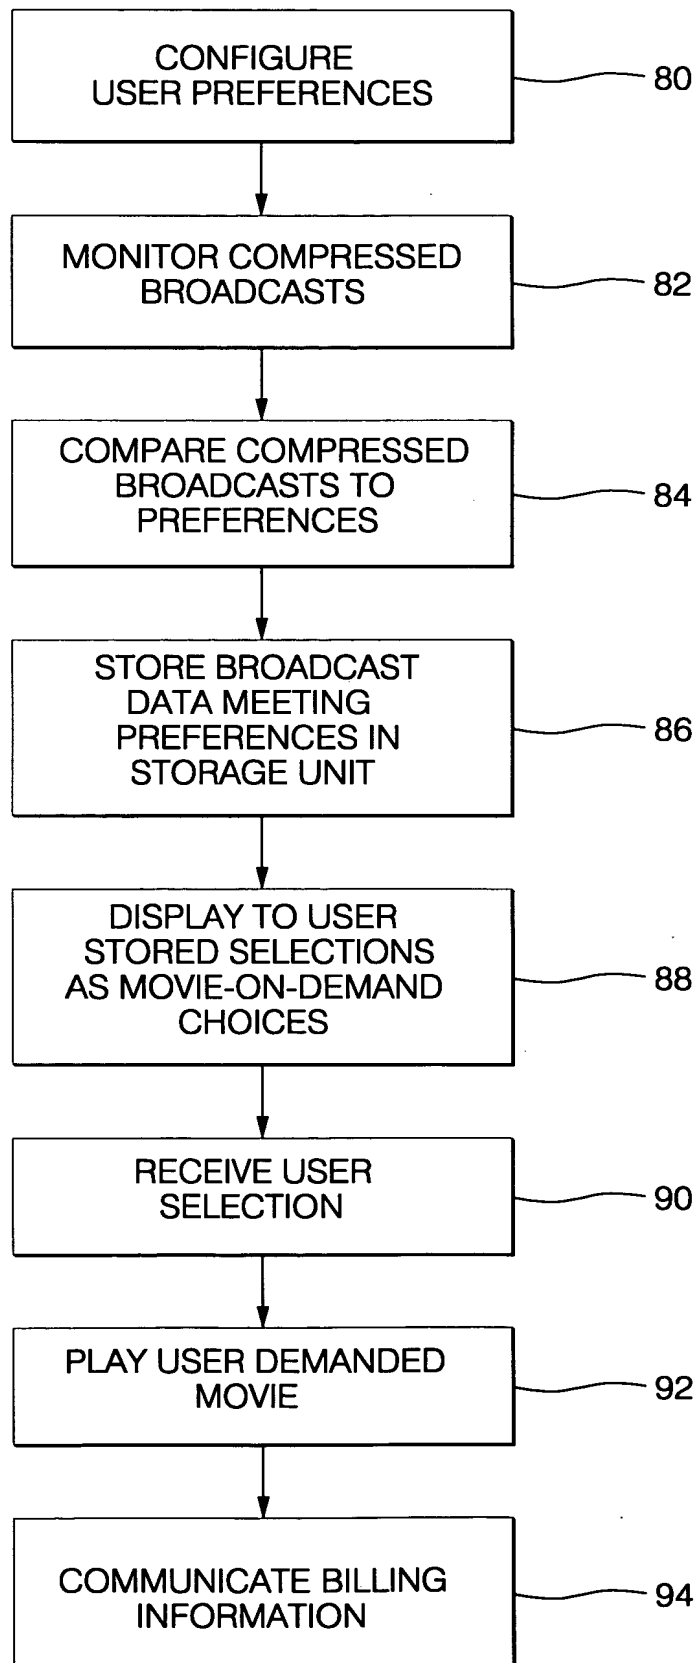 CONFIGURE
USER PREFERENCES
80
MONITOR COMPRESSED
BROADCASTS
82
COMPARE COMPRESSED
BROADCASTS TO
PREFERENCES
84
STORE BROADCAST
DATA MEETING
PREFERENCES IN
STORAGE UNIT
86
DISPLAY TO USER
STORED SELECTIONS
AS MOVIE-ON-DEMAND
CHOICES
88
RECEIVE USER
SELECTION
90
PLAY USER DEMANDED
MOVIE
92
COMMUNICATE BILLING
INFORMATION
94